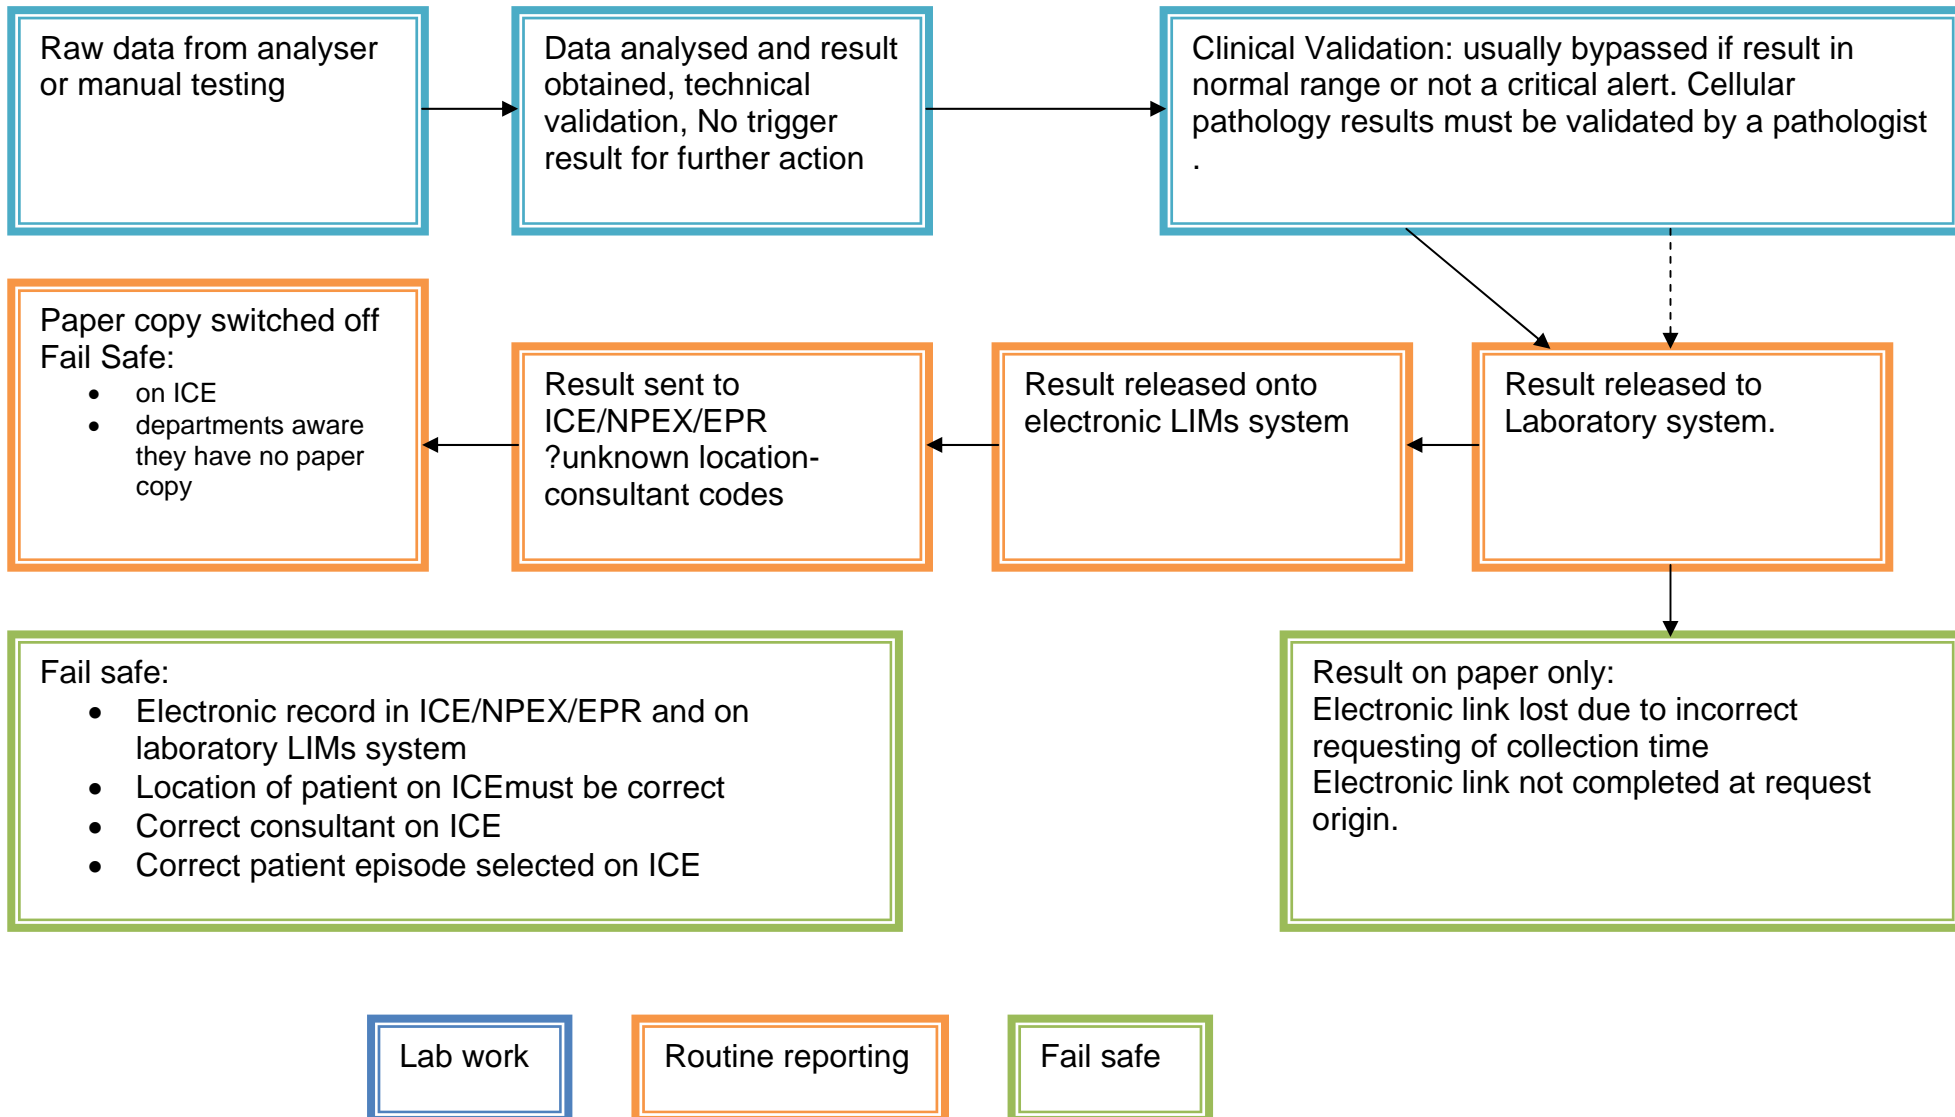 Raw data from analyser
or manual testing
Data analysed and result
obtained, technical
validation, No trigger
result for further action
Clinical Validation: usually bypassed if result in
normal range or not a critical alert. Cellular
pathology results must be validated by a pathologist
.
Paper copy switched off
Fail Safe:
• on ICE
• departments aware
they have no paper
copy
Result sent to
ICE/NPEX/EPR
?unknown location-
consultant codes
Result released onto
electronic LIMs system
Result released to
Laboratory system.
Fail safe:
• Electronic record in ICE/NPEX/EPR and on
laboratory LIMs system
• Location of patient on ICEmust be correct
• Correct consultant on ICE
• Correct patient episode selected on ICE
Result on paper only:
Electronic link lost due to incorrect
requesting of collection time
Electronic link not completed at request
origin.
Lab work
Routine reporting
Fail safe